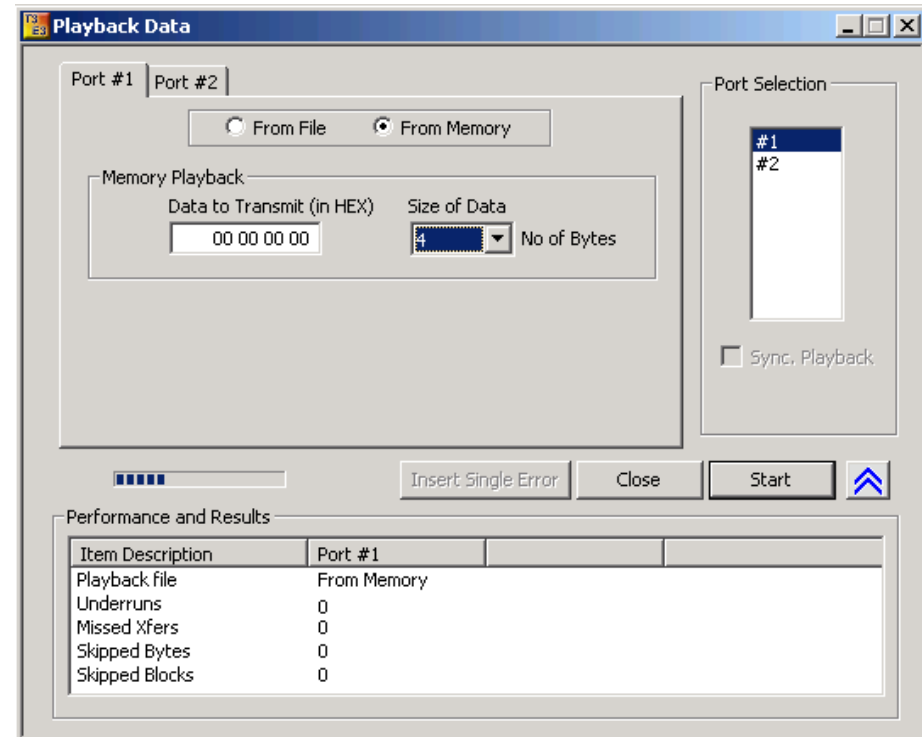 T3 E3 Playback Data
Port #1 Port #2
Port Selection
From File From Memory
#1
#2
Memory Playback
Data to Transmit (in HEX) Size of Data
00 00 00 00 4 No of Bytes
Sync. Playback
Insert Single Error Close Start
Performance and Results
Item Description Port #1
Playback file From Memory
Underruns 0
Missed Xfers 0
Skipped Bytes 0
Skipped Blocks 0